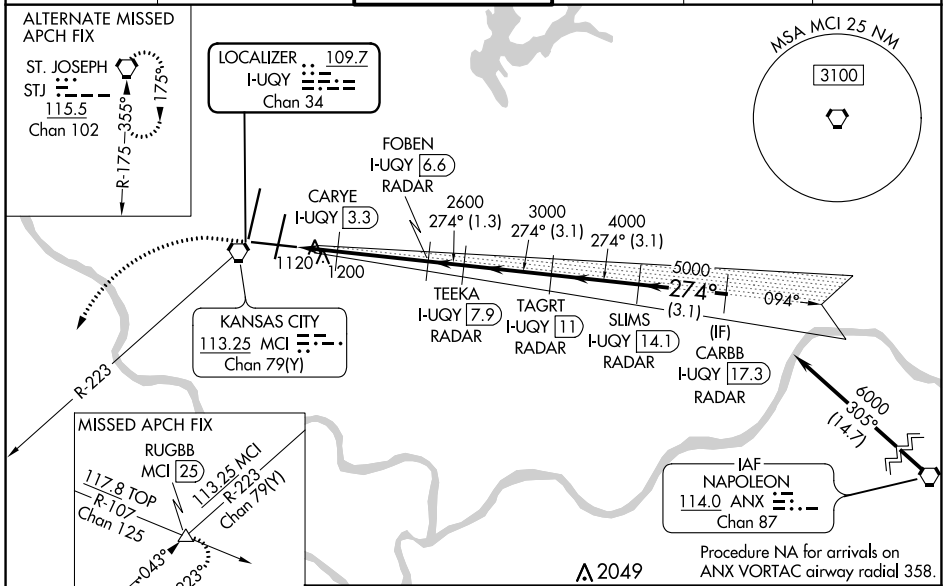 ALTERNATE MISSED
APCH FIX
ST. JOSEPH
STJ
115.5
Chan 102
R-175
355°
175°
LOCALIZER 109.7
I-UQY
Chan 34
MSA MCI 25 NM
3100
FOBEN
I-UQY 6.6
RADAR
CARYE
I-UQY 3.3
2600
274° (1.3)
3000
274° (3.1)
4000
274° (3.1)
5000
274°
(3.1)
094°
1120
1200
TEEKA
I-UQY 7.9
RADAR
TAGRT
I-UQY 11
RADAR
SLIMS
I-UQY 14.1
RADAR
(IF)
CARBB
I-UQY 17.3
RADAR
KANSAS CITY
113.25 MCI
Chan 79(Y)
R-223
6000
305°
(14.7)
MISSED APCH FIX
RUGBB
MCI 25
117.8 TOP
R-107
Chan 125
113.25 MCI
R-223
Chan 79(Y)
043°
223°
IAF
NAPOLEON
114.0 ANX
Chan 87
2049
Procedure NA for arrivals on
ANX VORTAC airway radial 358.